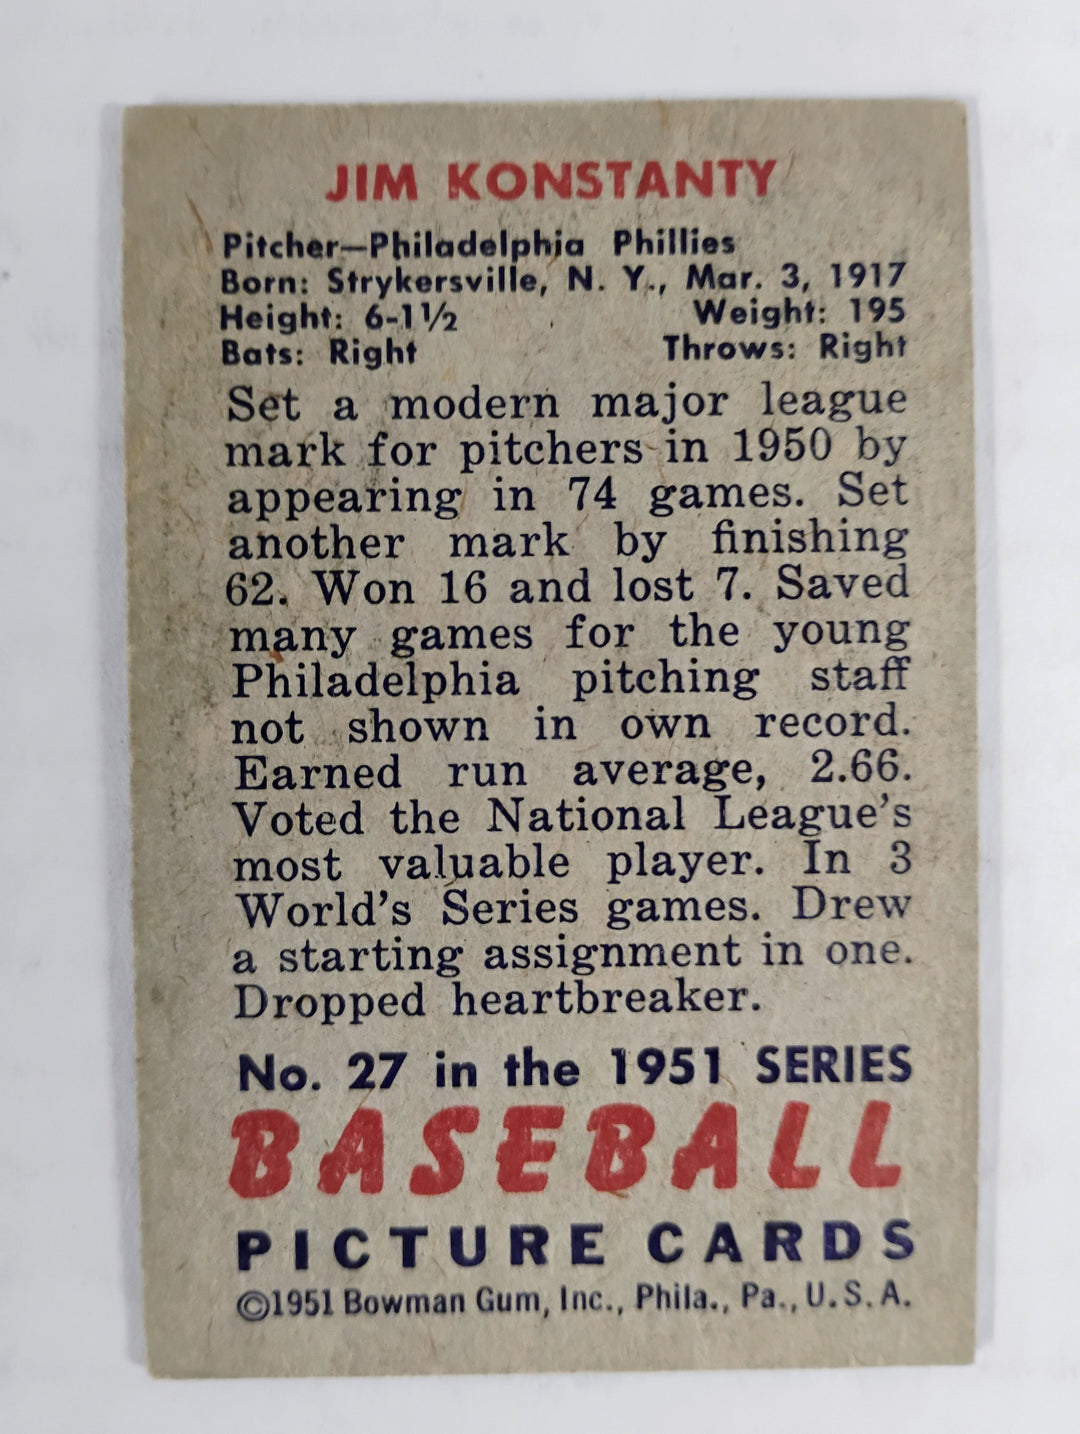 JIM KONSTANTY
Pitcher—Philadelphia Phillies
Born: Strykersville, N. Y., Mar. 3, 1917
Height: 6-1½ Weight: 195
Bats: Right Throws: Right
Set a modern major league
mark for pitchers in 1950 by
appearing in 74 games. Set
another mark by finishing
62. Won 16 and lost 7. Saved
many games for the young
Philadelphia pitching staff
not shown in own record.
Earned run average, 2.66.
Voted the National League's
most valuable player. In 3
World's Series games. Drew
a starting assignment in one.
Dropped heartbreaker.
No. 27 in the 1951 SERIES
BASEBALL
PICTURE CARDS
©1951 Bowman Gum, Inc., Phila., Pa., U.S.A.